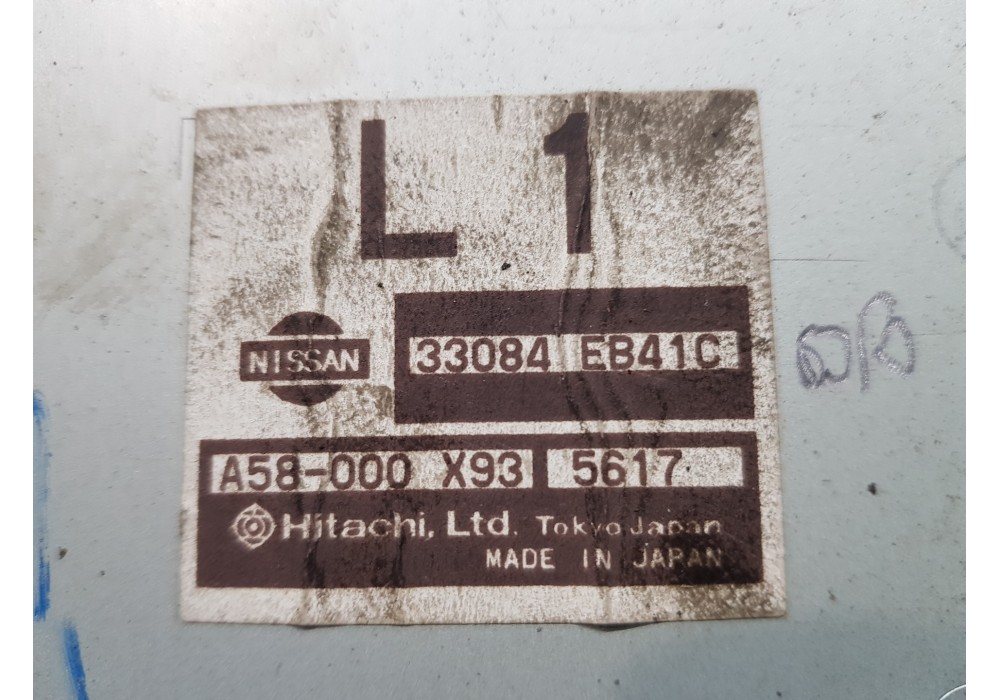 L 1
NISSAN
33084 EB41C
A58-000 X93 5617
Hitachi, Ltd. Tokyo Japan
MADE IN JAPAN